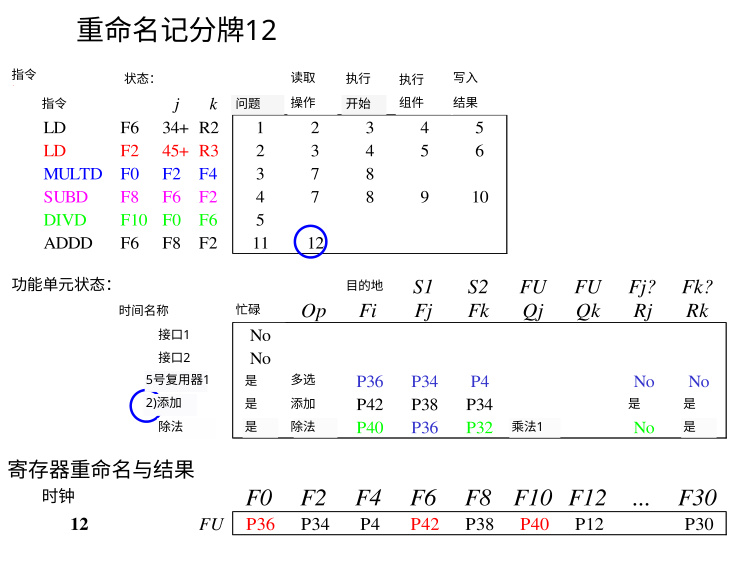 重命名记分牌12
指令 状态： 读取 执行 执行 写入
指令 j k 问题 操作 开始 组件 结果
LD F6 34+ R2 1 2 3 4 5
LD F2 45+ R3 2 3 4 5 6
MULTD F0 F2 F4 3 7 8
SUBD F8 F6 F2 4 7 8 9 10
DIVD F10 F0 F6 5
ADDD F6 F8 F2 11 12
功能单元状态： 目的地 S1 S2 FU FU Fj? Fk?
时间名称 忙碌 Op Fi Fj Fk Qj Qk Rj Rk
接口1 No
接口2 No
5号复用器1 是 多选 P36 P34 P4 No No
2)添加 是 添加 P42 P38 P34 是 是
除法 是 除法 P40 P36 P32 乘法1 No 是
寄存器重命名与结果
时钟 F0 F2 F4 F6 F8 F10 F12 ... F30
12 FU P36 P34 P4 P42 P38 P40 P12 P30